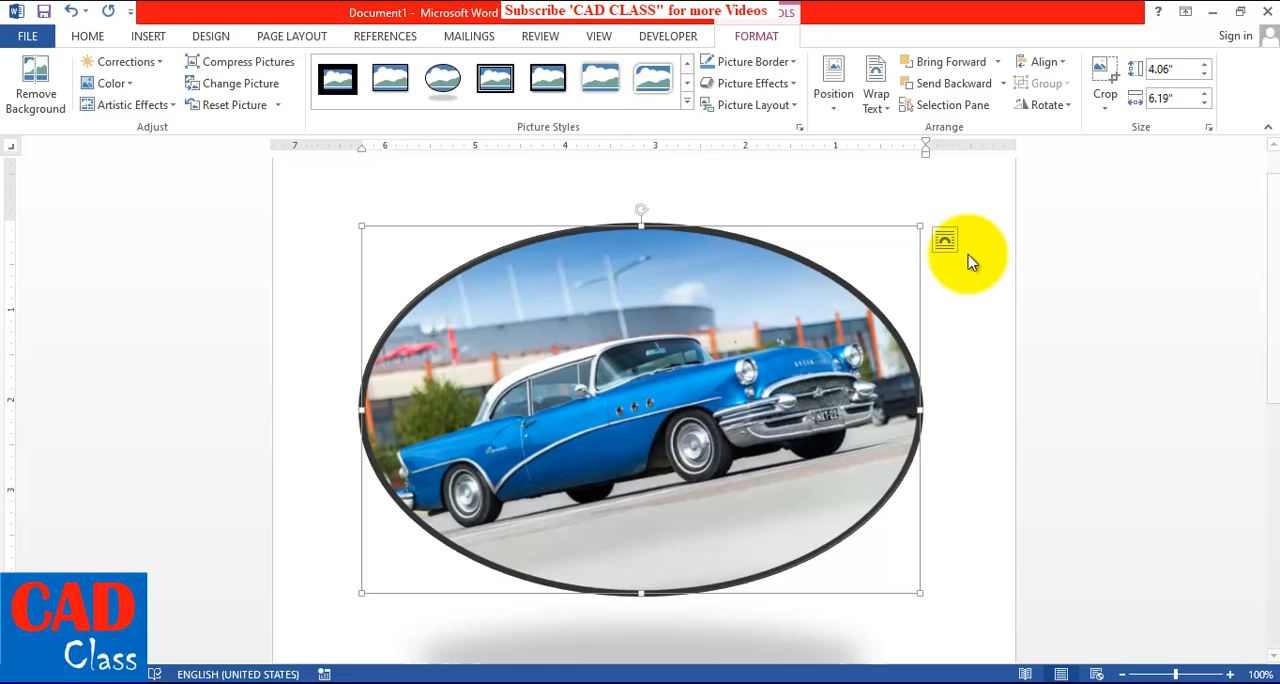 Document1 - Microsoft Word
Subscribe 'CAD CLASS" for more Videos
OLS
?
Sign in
FILE
HOME
INSERT
DESIGN
PAGE LAYOUT
REFERENCES
MAILINGS
REVIEW
VIEW
DEVELOPER
FORMAT
Remove
Background
Corrections
Color
Artistic Effects
Compress Pictures
Change Picture
Reset Picture
Adjust
Picture Styles
Picture Border
Picture Effects
Picture Layout
Position
Wrap
Text
Bring Forward
Send Backward
Selection Pane
Align
Group
Rotate
Arrange
Crop
4.06"
6.19"
Size
7 6 5 4 3 2 1
1
2
3
CAD
Class
ENGLISH (UNITED STATES)
100%